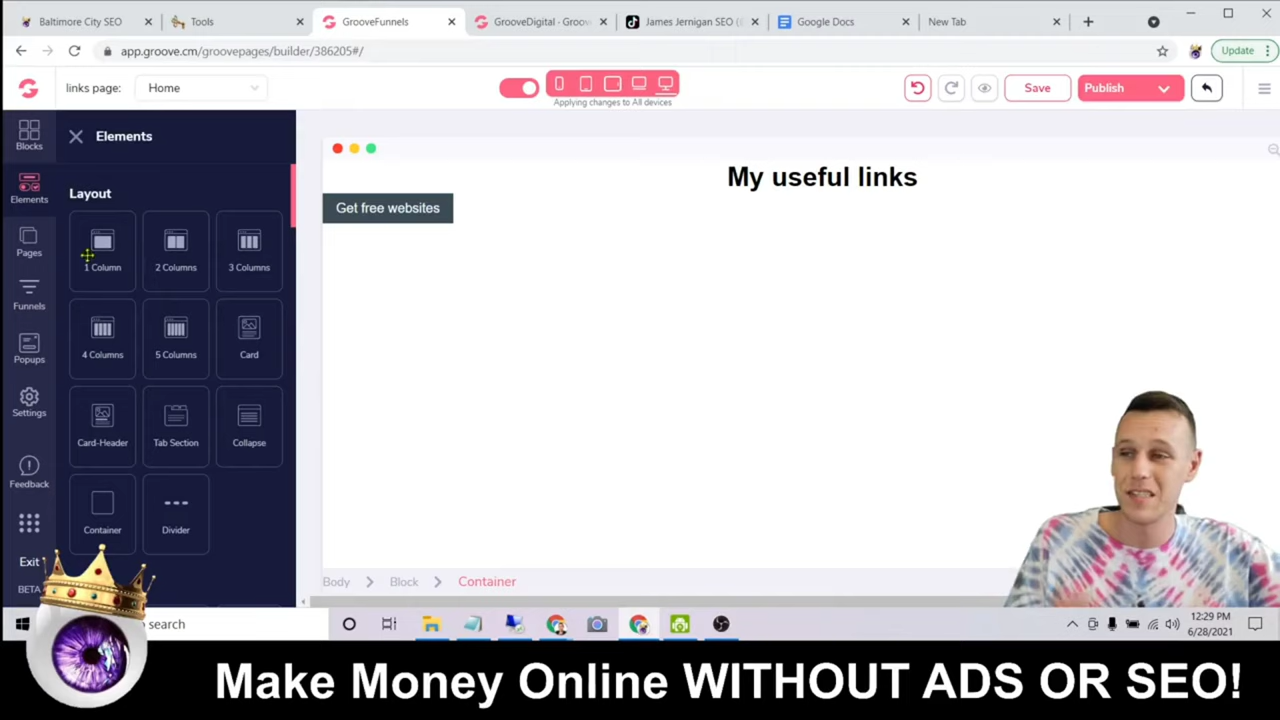 Baltimore City SEO
Tools
GrooveFunnels
GrooveDigital - Groov
James Jernigan SEO (
Google Docs
New Tab
app.groove.cm/groovepages/builder/386205#/
Update
links page:
Home
Applying changes to All devices
Save
Publish
Blocks
Elements
Pages
Funnels
Popups
Settings
Feedback
Exit
BETA
Elements
Layout
1 Column
2 Columns
3 Columns
4 Columns
5 Columns
Card
Card-Header
Tab Section
Collapse
Container
Divider
My useful links
Get free websites
Body
Block
Container
search
12:29 PM
6/28/2021
Make Money Online WITHOUT ADS OR SEO!